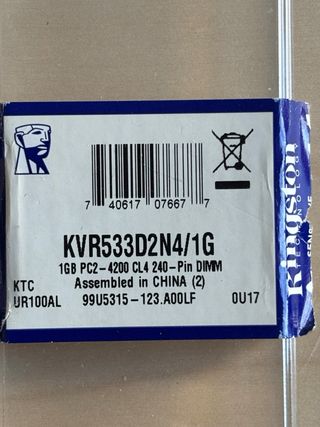 7 40617 07667 7
KVR533D2N4/1G
1GB PC2-4200 CL4 240-Pin DIMM
KTC Assembled in CHINA (2)
UR100AL 99U5315-123.A00LF 0U17
Kingston
TECHNOLOGY